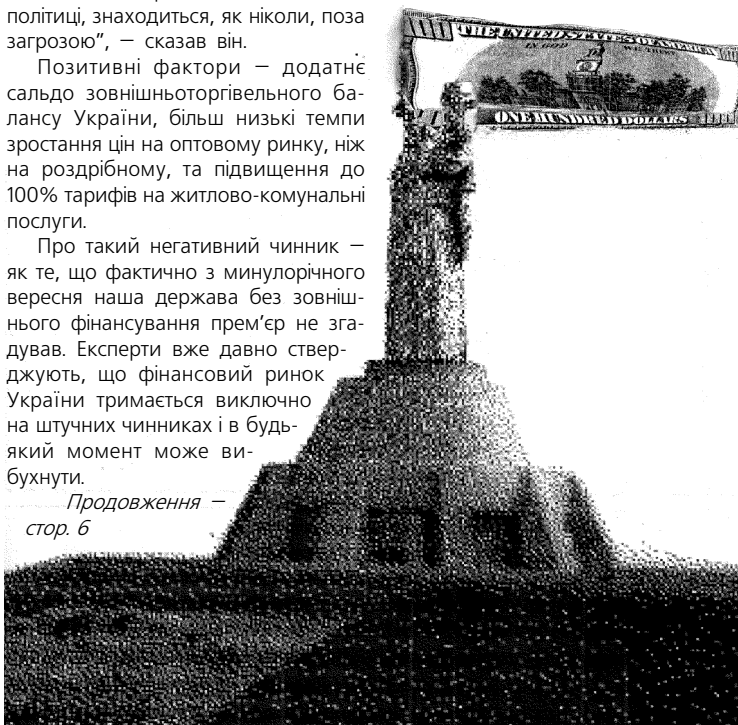 політиці, знаходиться, як ніколи, поза
загрозою”, — сказав він.
Позитивні фактори — додатнє
сальдо зовнішньоторгівельного ба-
лансу України, більш низькі темпи
зростання цін на оптовому ринку, ніж
на роздрібному, та підвищення до
100% тарифів на житлово-комунальні
послуги.
Про такий негативний чинник —
як те, що фактично з минулорічного
вересня наша держава без зовніш-
нього фінансування прем’єр не зга-
дував. Експерти вже давно ствер-
джують, що фінансовий ринок
України тримається виключно
на штучних чинниках і в будь-
який момент може ви-
бухнути.
Продовження —
стор. 6
THE UNITED STATES OF AMERICA
IN GOD WE TRUST
ONE HUNDRED DOLLARS